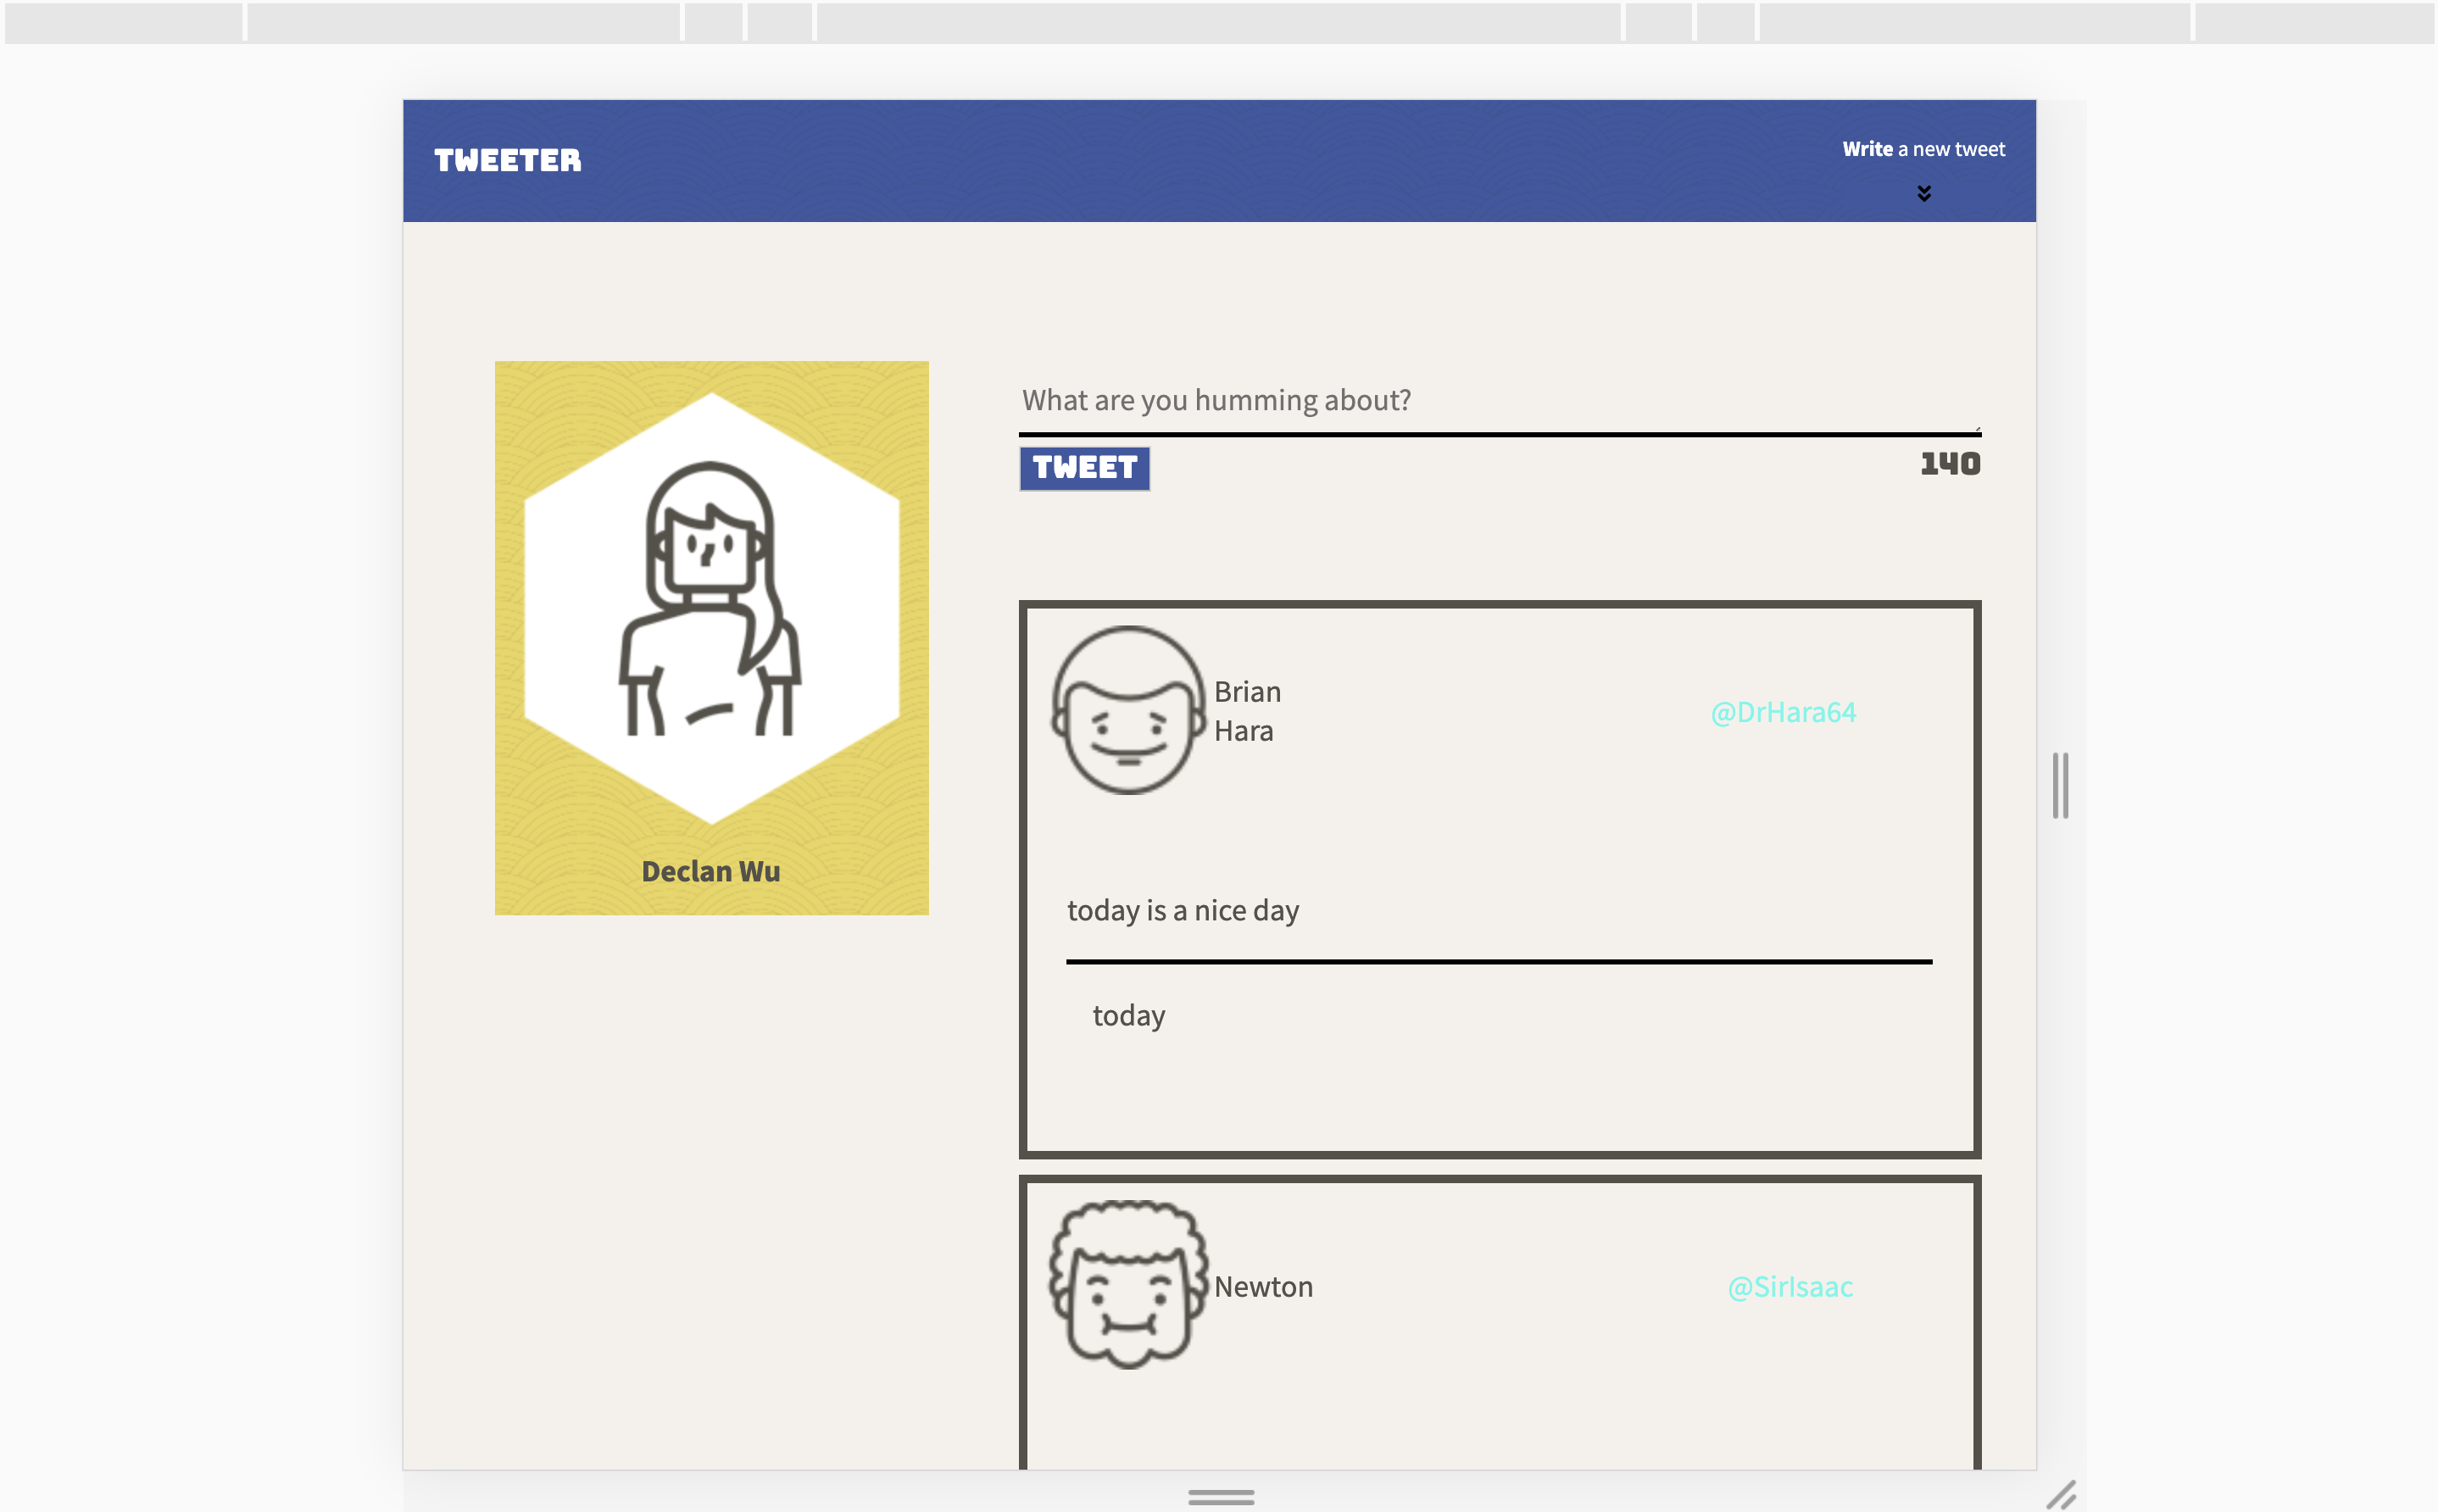 TWEETER
Write a new tweet
What are you humming about?
TWEET
140
Declan Wu
Brian
Hara
@DrHara64
today is a nice day
today
Newton
@SirIsaac